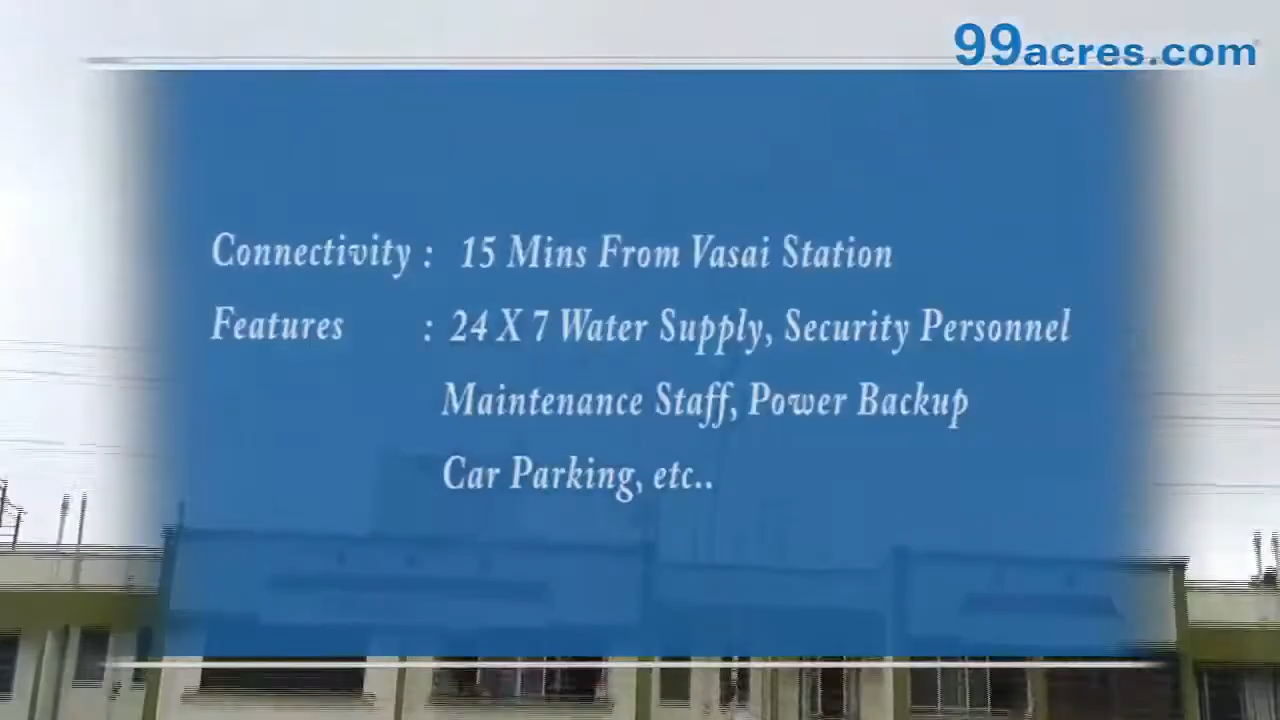 99acres.com
Connectivity : 15 Mins From Vasai Station
Features : 24 X 7 Water Supply, Security Personnel
Maintenance Staff, Power Backup
Car Parking, etc..